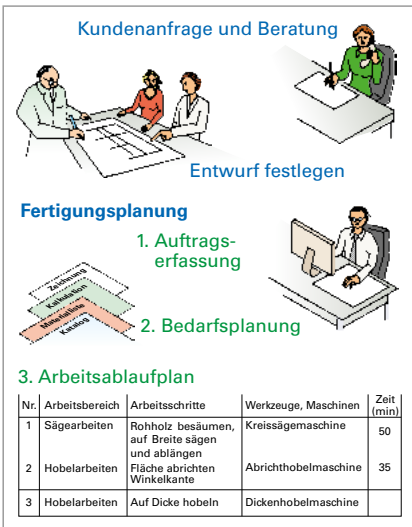 Kundenanfrage und Beratung
Entwurf festlegen
Fertigungsplanung
1. Auftrags-
erfassung
Zeichnung
Kalkulation
Materialliste
Katalog
2. Bedarfsplanung
3. Arbeitsablaufplan
Nr. Arbeitsbereich Arbeitsschritte Werkzeuge, Maschinen Zeit (min)
1 Sägearbeiten Rohholz besäumen, Kreissägemaschine 50
auf Breite sägen
und ablängen
2 Hobelarbeiten Fläche abrichten Abrichthobelmaschine 35
Winkelkante
3 Hobelarbeiten Auf Dicke hobeln Dickenhobelmaschine